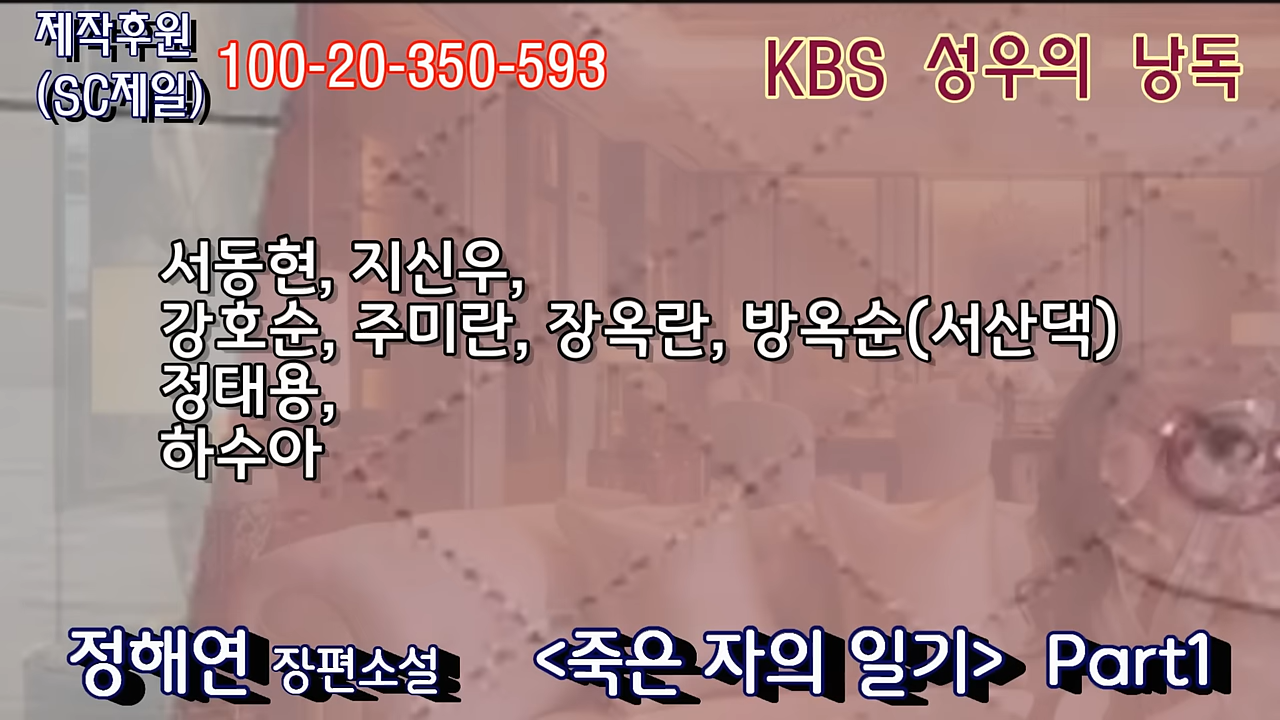 제작후원
(SC제일)
100-20-350-593
KBS 성우의 낭독
서동현, 지신우,
강호순, 주미란, 장옥란, 방옥순(서산댁)
정태용,
하수아
정해연 장편소설 <죽은 자의 일기> Part1